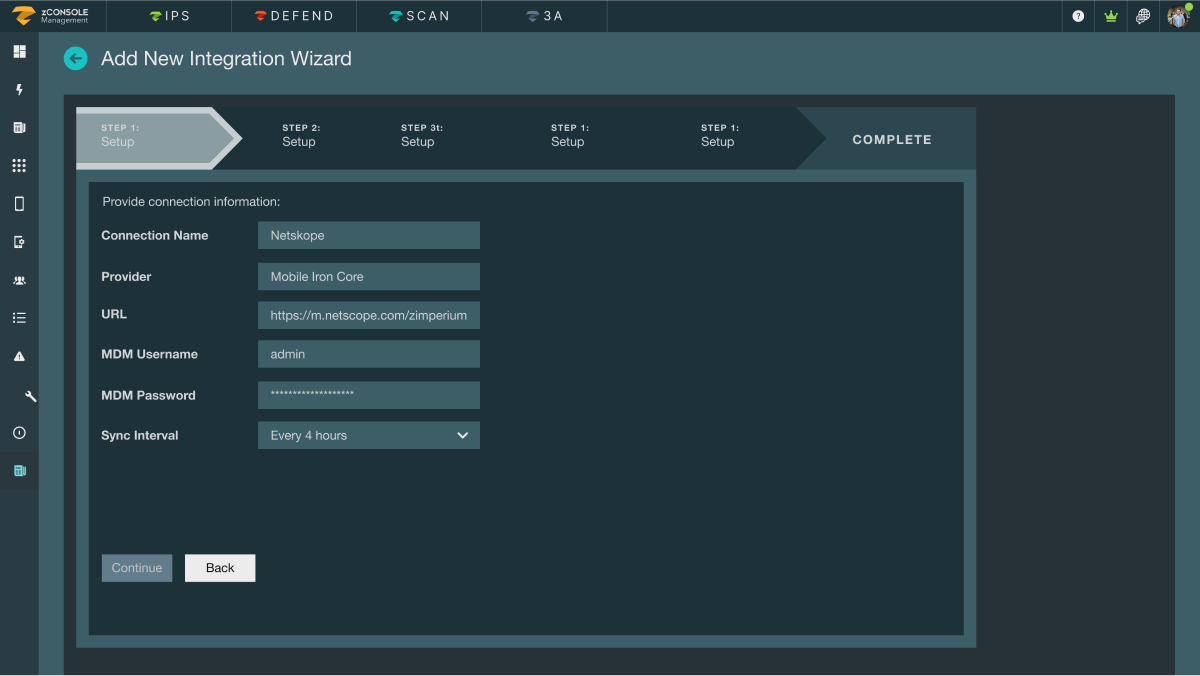 zCONSOLE
Management
IPS
DEFEND
SCAN
3A
Add New Integration Wizard
STEP 1:
Setup
STEP 2:
Setup
STEP 3t:
Setup
STEP 1:
Setup
STEP 1:
Setup
COMPLETE
Provide connection information:
Connection Name
Netskope
Provider
Mobile Iron Core
URL
https://m.netscope.com/zimperium
MDM Username
admin
MDM Password
*******************
Sync Interval
Every 4 hours
Continue
Back